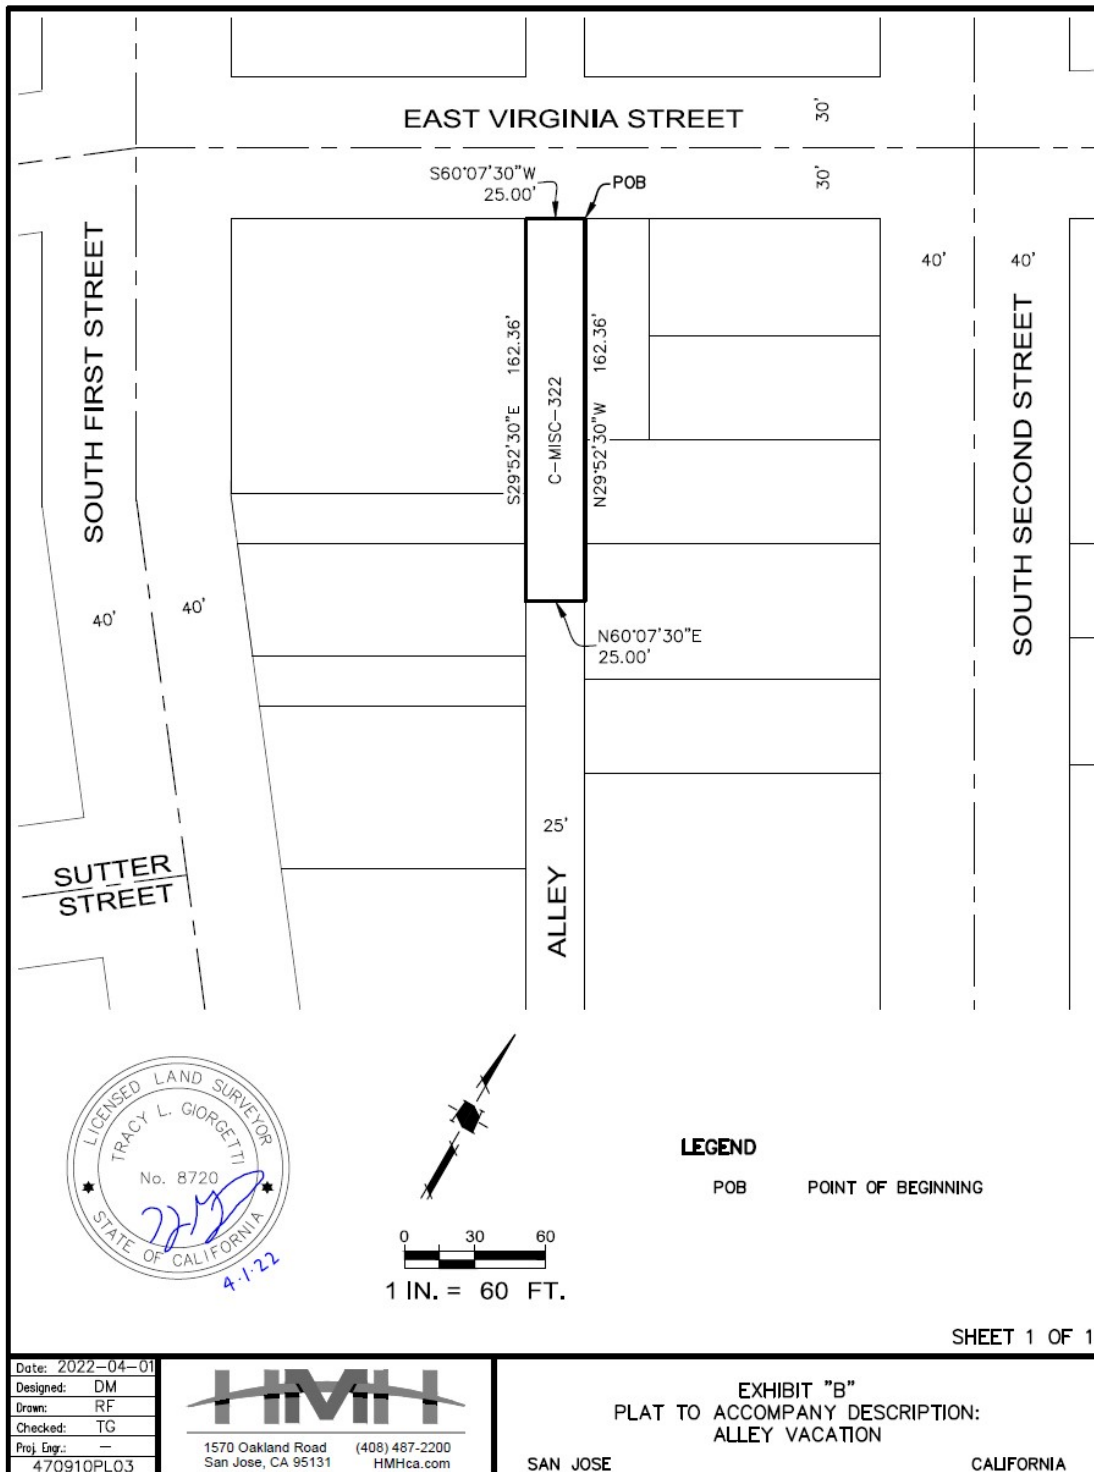 EAST VIRGINIA STREET
30'
30'
S60°07'30"W
25.00'
POB
SOUTH FIRST STREET
40'
40'
SOUTH SECOND STREET
S29°52'30"E 162.36'
C-MISC-322
N29°52'30"W 162.36'
40'
40'
N60°07'30"E
25.00'
25'
ALLEY
SUTTER
STREET
LICENSED LAND SURVEYOR
TRACY L. GIORGETTI
No. 8720
STATE OF CALIFORNIA
4.1.22
LEGEND
POB POINT OF BEGINNING
0 30 60
1 IN. = 60 FT.
SHEET 1 OF 1
Date: 2022-04-01
Designed: DM
Drawn: RF
Checked: TG
Proj. Engr.: —
470910PL03
HMH
1570 Oakland Road (408) 487-2200
San Jose, CA 95131 HMHca.com
EXHIBIT "B"
PLAT TO ACCOMPANY DESCRIPTION:
ALLEY VACATION
SAN JOSE CALIFORNIA